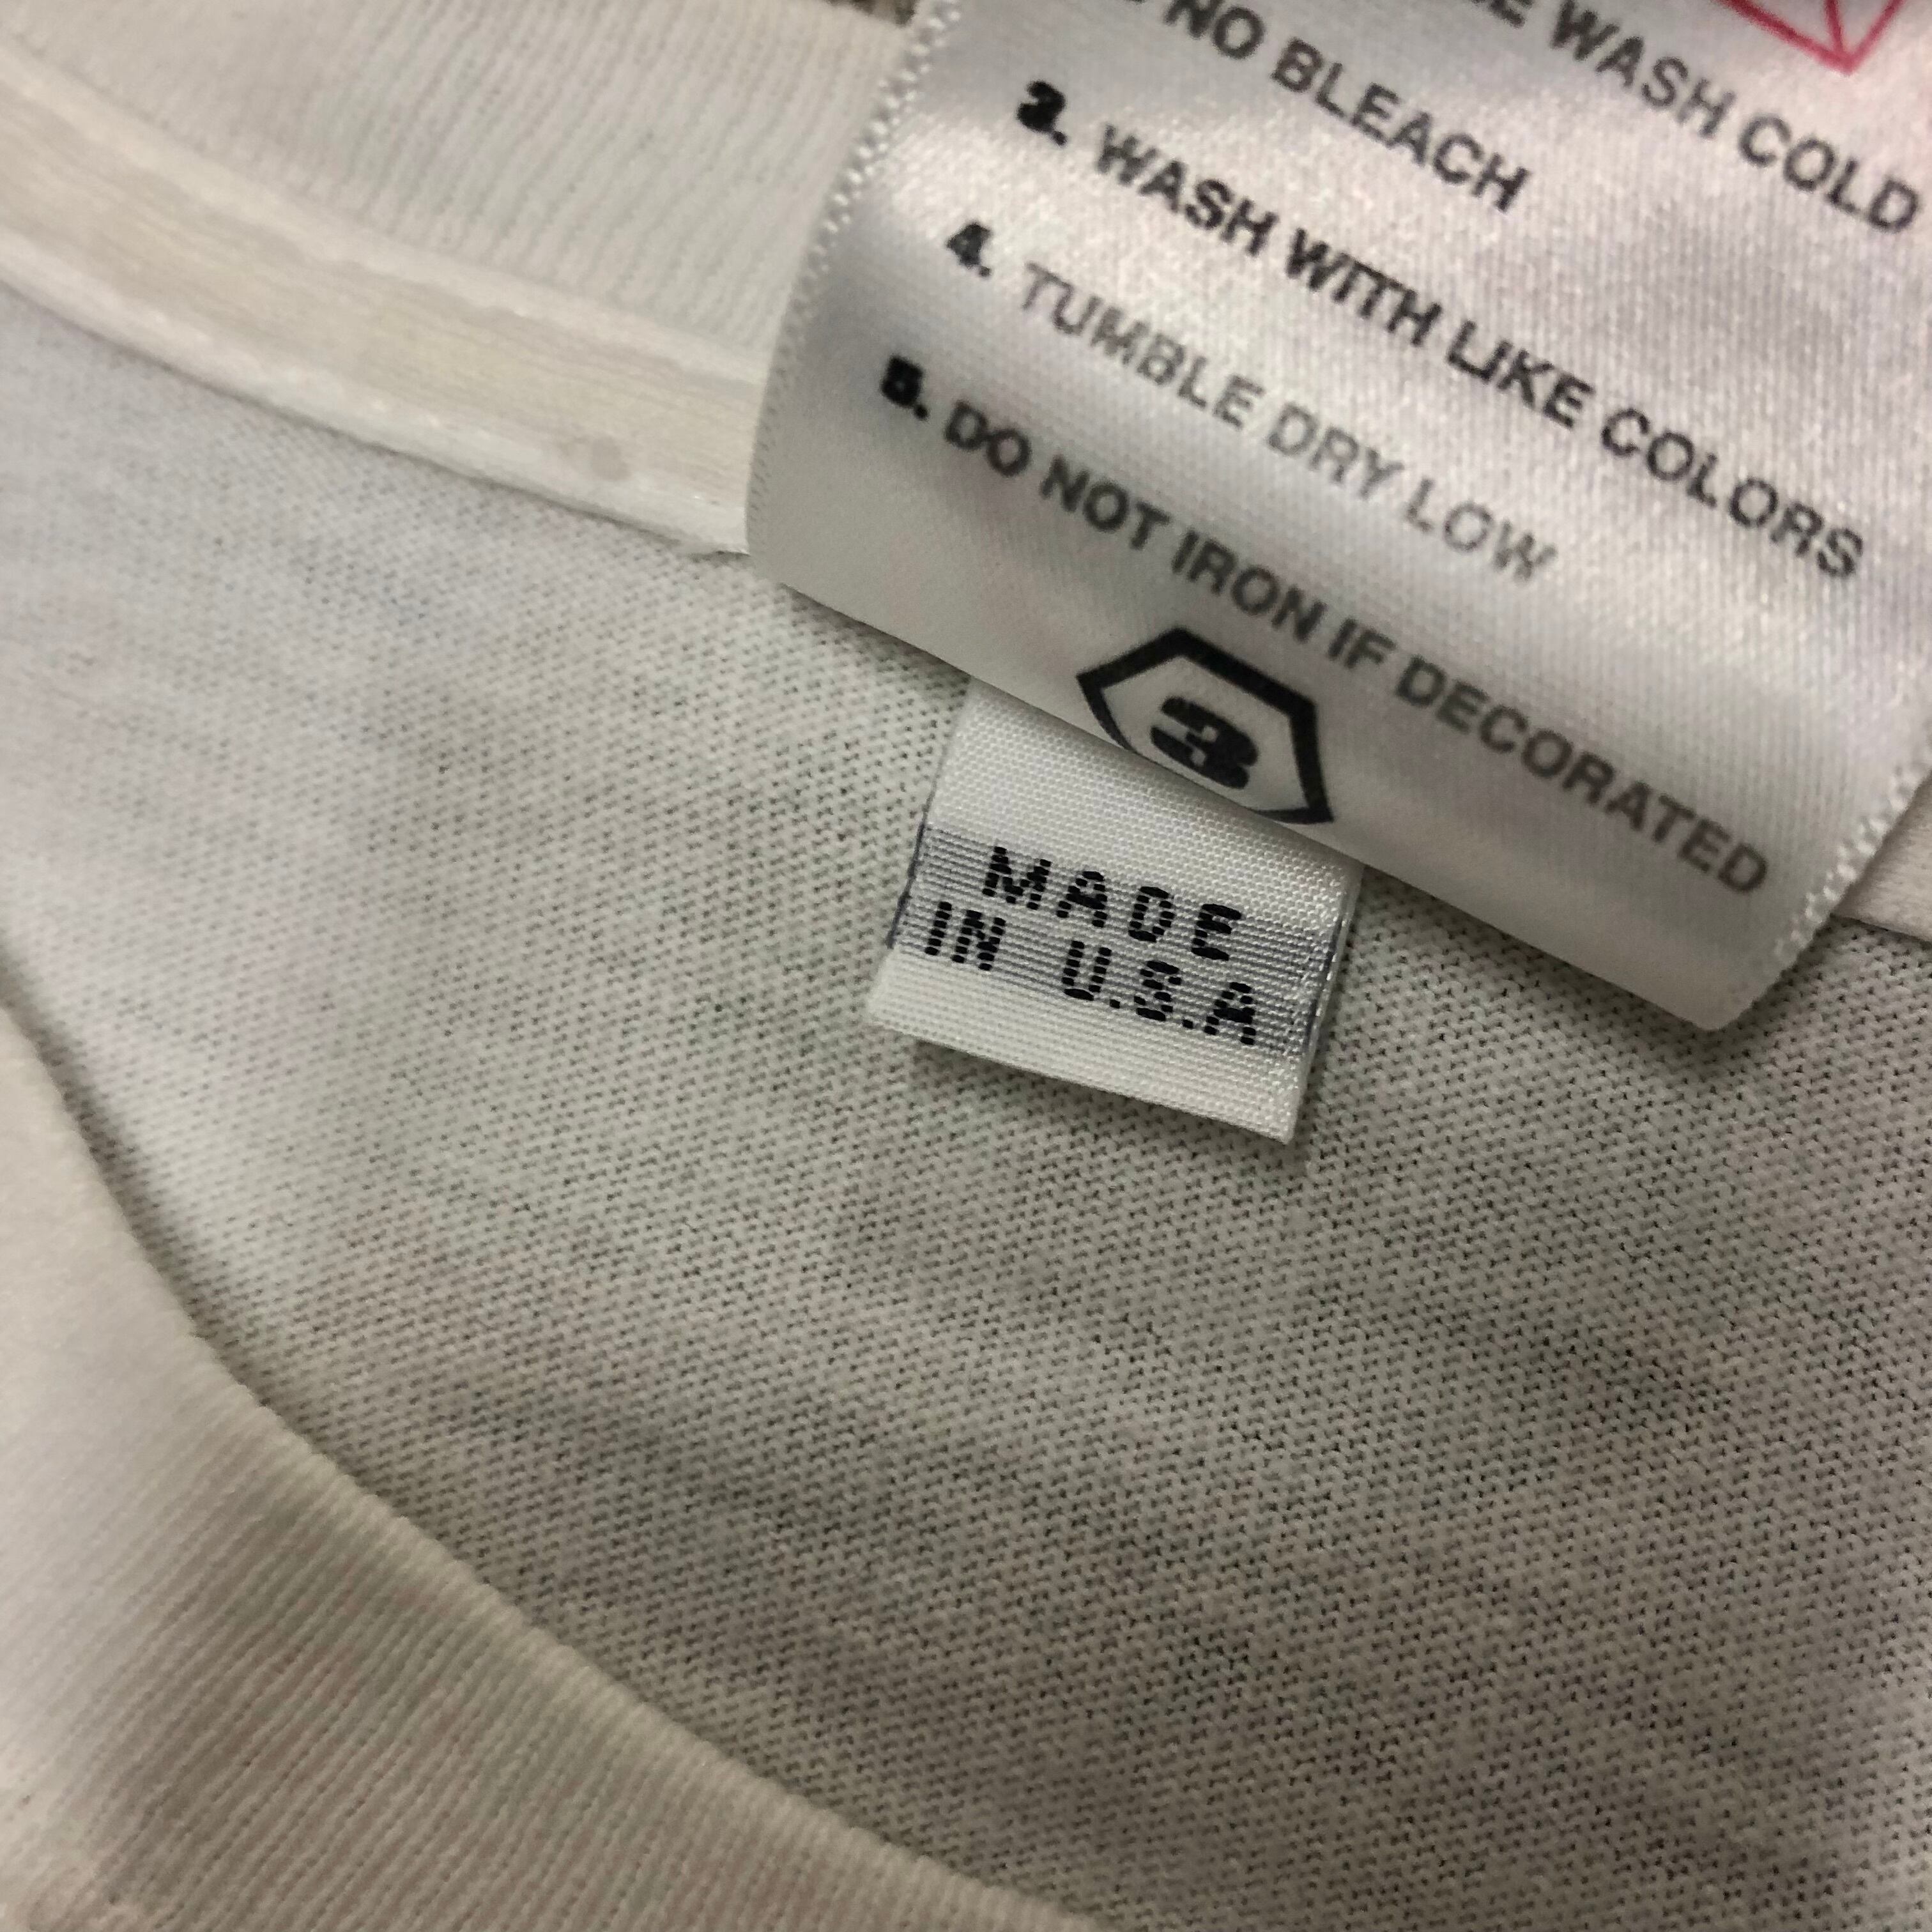 WASH COLD
NO BLEACH
3. WASH WITH LIKE COLORS
4. TUMBLE DRY LOW
5. DO NOT IRON IF DECORATED
3
MADE
IN U.S.A